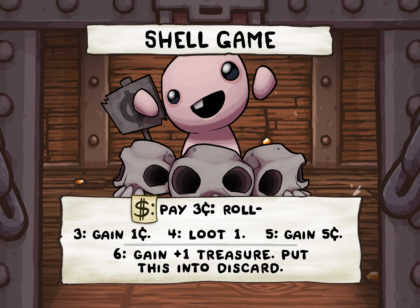 SHELL GAME
$: PAY 3¢: ROLL-
3: GAIN 1¢. 4: LOOT 1. 5: GAIN 5¢.
6: GAIN +1 TREASURE. PUT
THIS INTO DISCARD.